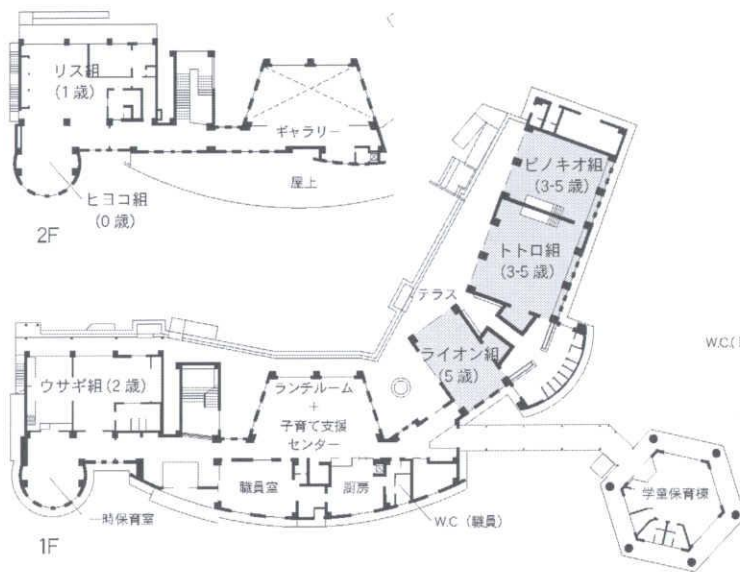 リス組
(1歳)
ギャラリー
ヒヨコ組
(0歳)
屋上
2F
ピノキオ組
(3-5歳)
トトロ組
(3-5歳)
テラス
ライオン組
(5歳)
W.C.(
ウサギ組(2歳)
ランチルーム
+
子育て支援
センター
職員室
厨房
学童保育棟
一時保育室
W.C(職員)
1F